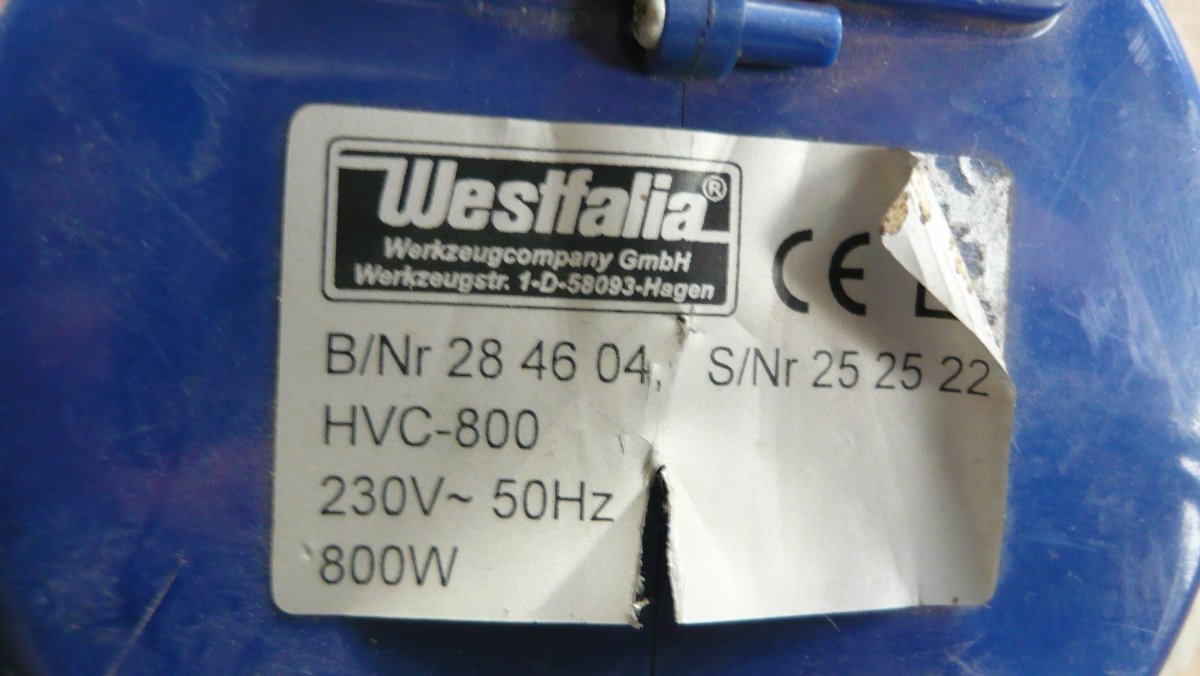 Westfalia®
Werkzeugcompany GmbH
Werkzeugstr. 1-D-58093-Hagen
CE
B/Nr 28 46 04, S/Nr 25 25 22
HVC-800
230V~ 50Hz
800W